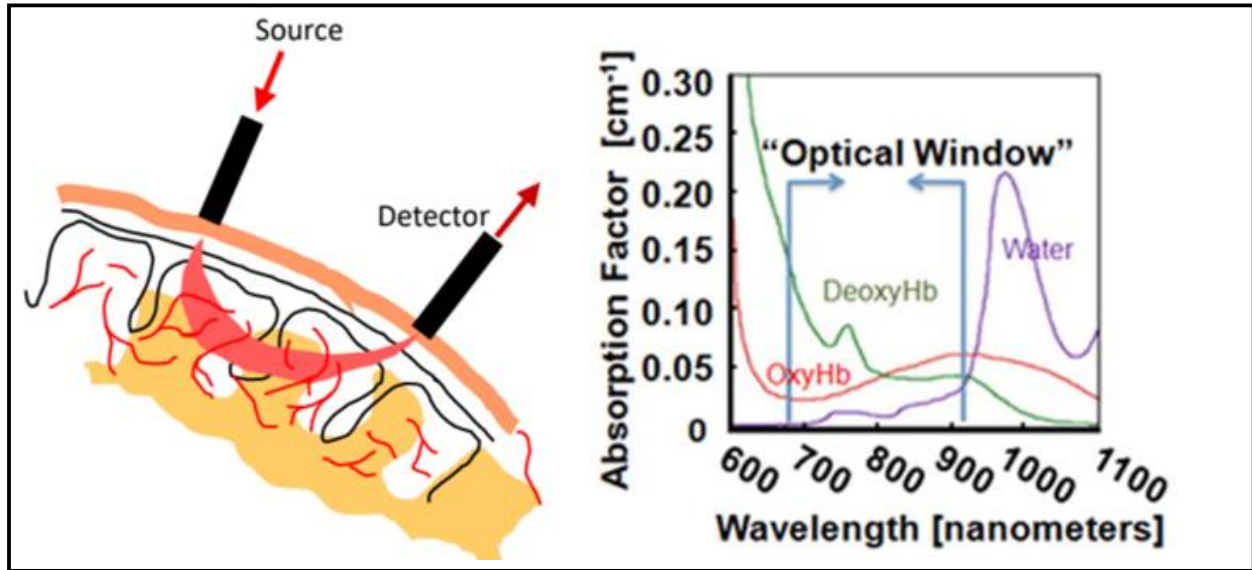 Source
Detector
Absorption Factor [cm⁻¹]
0.30
0.25
0.20
0.15
0.10
0.05
0
“Optical Window”
Water
DeoxyHb
OxyHb
600
700
800
900
1000
1100
Wavelength [nanometers]